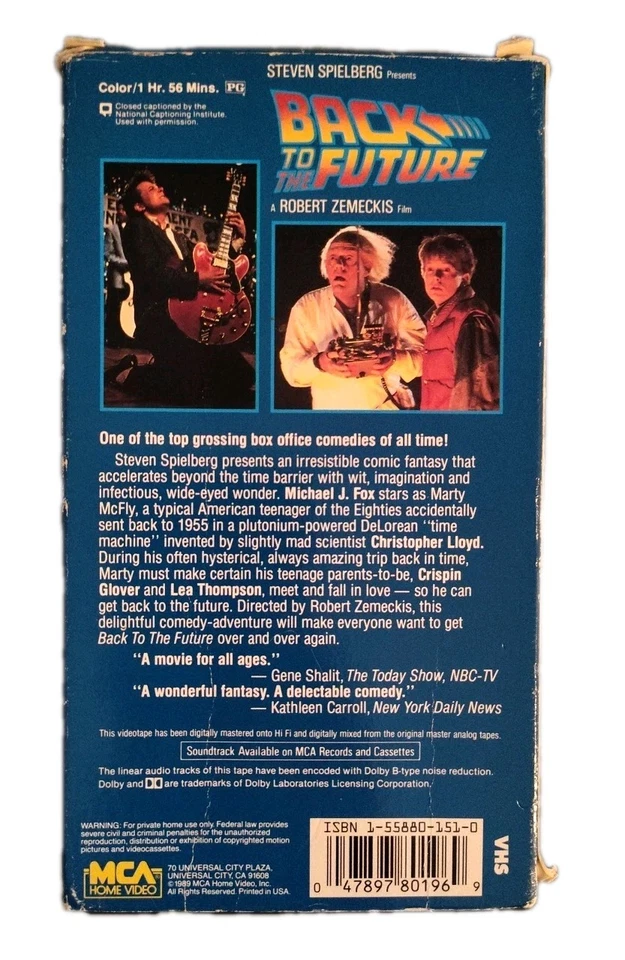 STEVEN SPIELBERG Presents
Color/1 Hr. 56 Mins. PG
Closed captioned by the
National Captioning Institute.
Used with permission.
BACK
TO
THE FUTURE
A ROBERT ZEMECKIS Film
One of the top grossing box office comedies of all time!
Steven Spielberg presents an irresistible comic fantasy that
accelerates beyond the time barrier with wit, imagination and
infectious, wide-eyed wonder. Michael J. Fox stars as Marty
McFly, a typical American teenager of the Eighties accidentally
sent back to 1955 in a plutonium-powered DeLorean "time
machine" invented by slightly mad scientist Christopher Lloyd.
During his often hysterical, always amazing trip back in time,
Marty must make certain his teenage parents-to-be, Crispin
Glover and Lea Thompson, meet and fall in love — so he can
get back to the future. Directed by Robert Zemeckis, this
delightful comedy-adventure will make everyone want to get
Back To The Future over and over again.
"A movie for all ages."
— Gene Shalit, The Today Show, NBC-TV
"A wonderful fantasy. A delectable comedy."
— Kathleen Carroll, New York Daily News
This videotape has been digitally mastered onto Hi Fi and digitally mixed from the original master analog tapes.
Soundtrack Available on MCA Records and Cassettes
The linear audio tracks of this tape have been encoded with Dolby B-type noise reduction.
Dolby and DD are trademarks of Dolby Laboratories Licensing Corporation.
WARNING: For private home use only. Federal law provides
severe civil and criminal penalties for the unauthorized
reproduction, distribution or exhibition of copyrighted motion
pictures and videocassettes.
MCA
HOME VIDEO
70 UNIVERSAL CITY PLAZA,
UNIVERSAL CITY, CA 91608
©1989 MCA Home Video, Inc.
All Rights Reserved. Printed in USA.
ISBN 1-55880-151-0
0 47897 80196 9
VHS